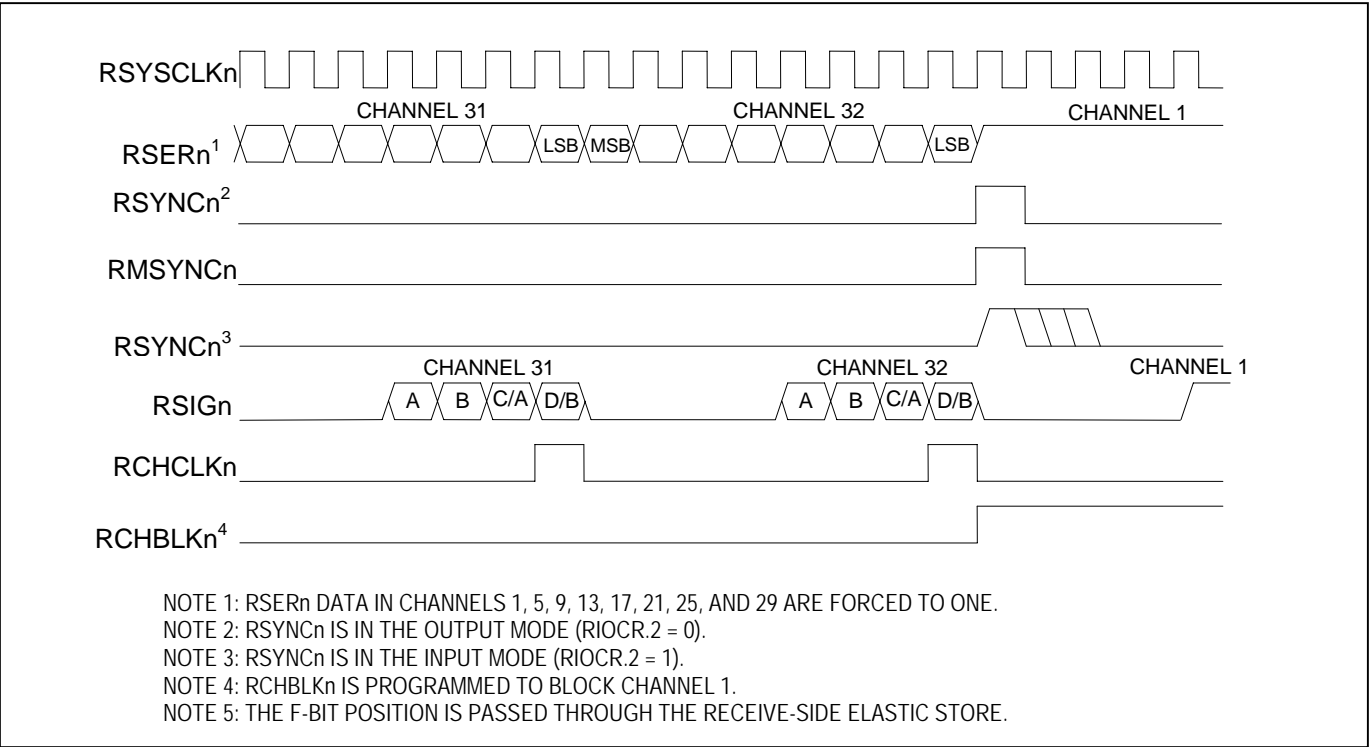 RSYSCLKn
CHANNEL 31 CHANNEL 32 CHANNEL 1
RSERn1 LSB MSB LSB
RSYNCn2
RMSYNCn
RSYNCn3
CHANNEL 31 CHANNEL 32 CHANNEL 1
RSIGn A B C/A D/B A B C/A D/B
RCHCLKn
RCHBLKn4
NOTE 1: RSERn DATA IN CHANNELS 1, 5, 9, 13, 17, 21, 25, AND 29 ARE FORCED TO ONE.
NOTE 2: RSYNCn IS IN THE OUTPUT MODE (RIOCR.2 = 0).
NOTE 3: RSYNCn IS IN THE INPUT MODE (RIOCR.2 = 1).
NOTE 4: RCHBLKn IS PROGRAMMED TO BLOCK CHANNEL 1.
NOTE 5: THE F-BIT POSITION IS PASSED THROUGH THE RECEIVE-SIDE ELASTIC STORE.